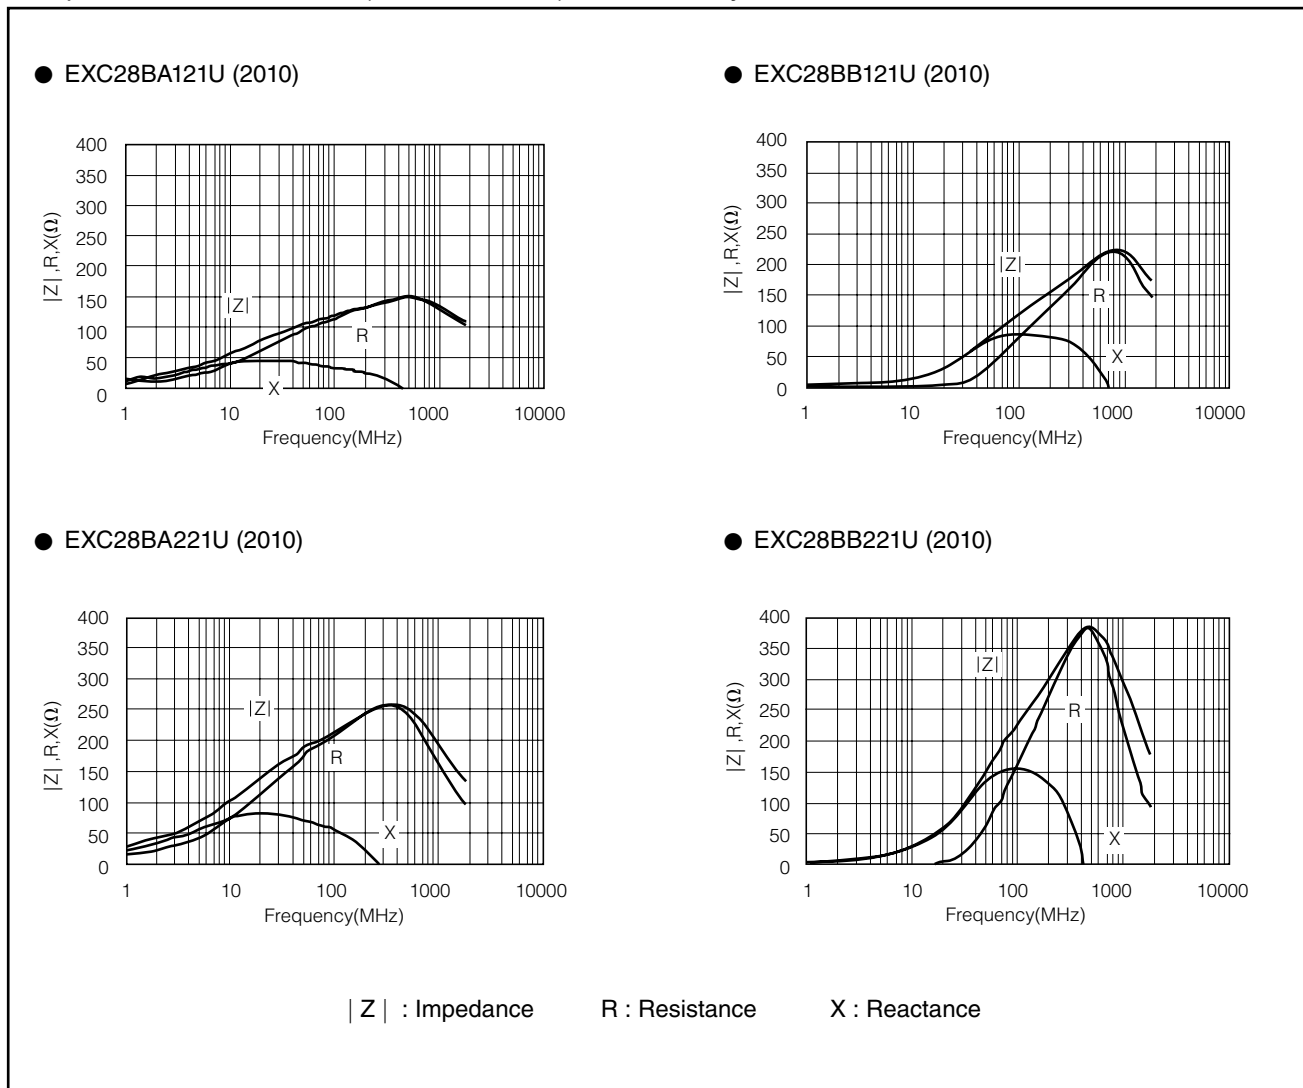 ● EXC28BA121U (2010)
400
350
300
250
200
150
100
50
0
|Z| ,R,X(Ω)
|Z|
R
X
1 10 100 1000 10000
Frequency(MHz)
● EXC28BB121U (2010)
400
350
300
250
200
150
100
50
0
|Z| ,R,X(Ω)
|Z|
R
X
1 10 100 1000 10000
Frequency(MHz)
● EXC28BA221U (2010)
400
350
300
250
200
150
100
50
0
|Z| ,R,X(Ω)
|Z|
R
X
1 10 100 1000 10000
Frequency(MHz)
● EXC28BB221U (2010)
400
350
300
250
200
150
100
50
0
|Z| ,R,X(Ω)
|Z|
R
X
1 10 100 1000 10000
Frequency(MHz)
| Z | : Impedance R : Resistance X : Reactance